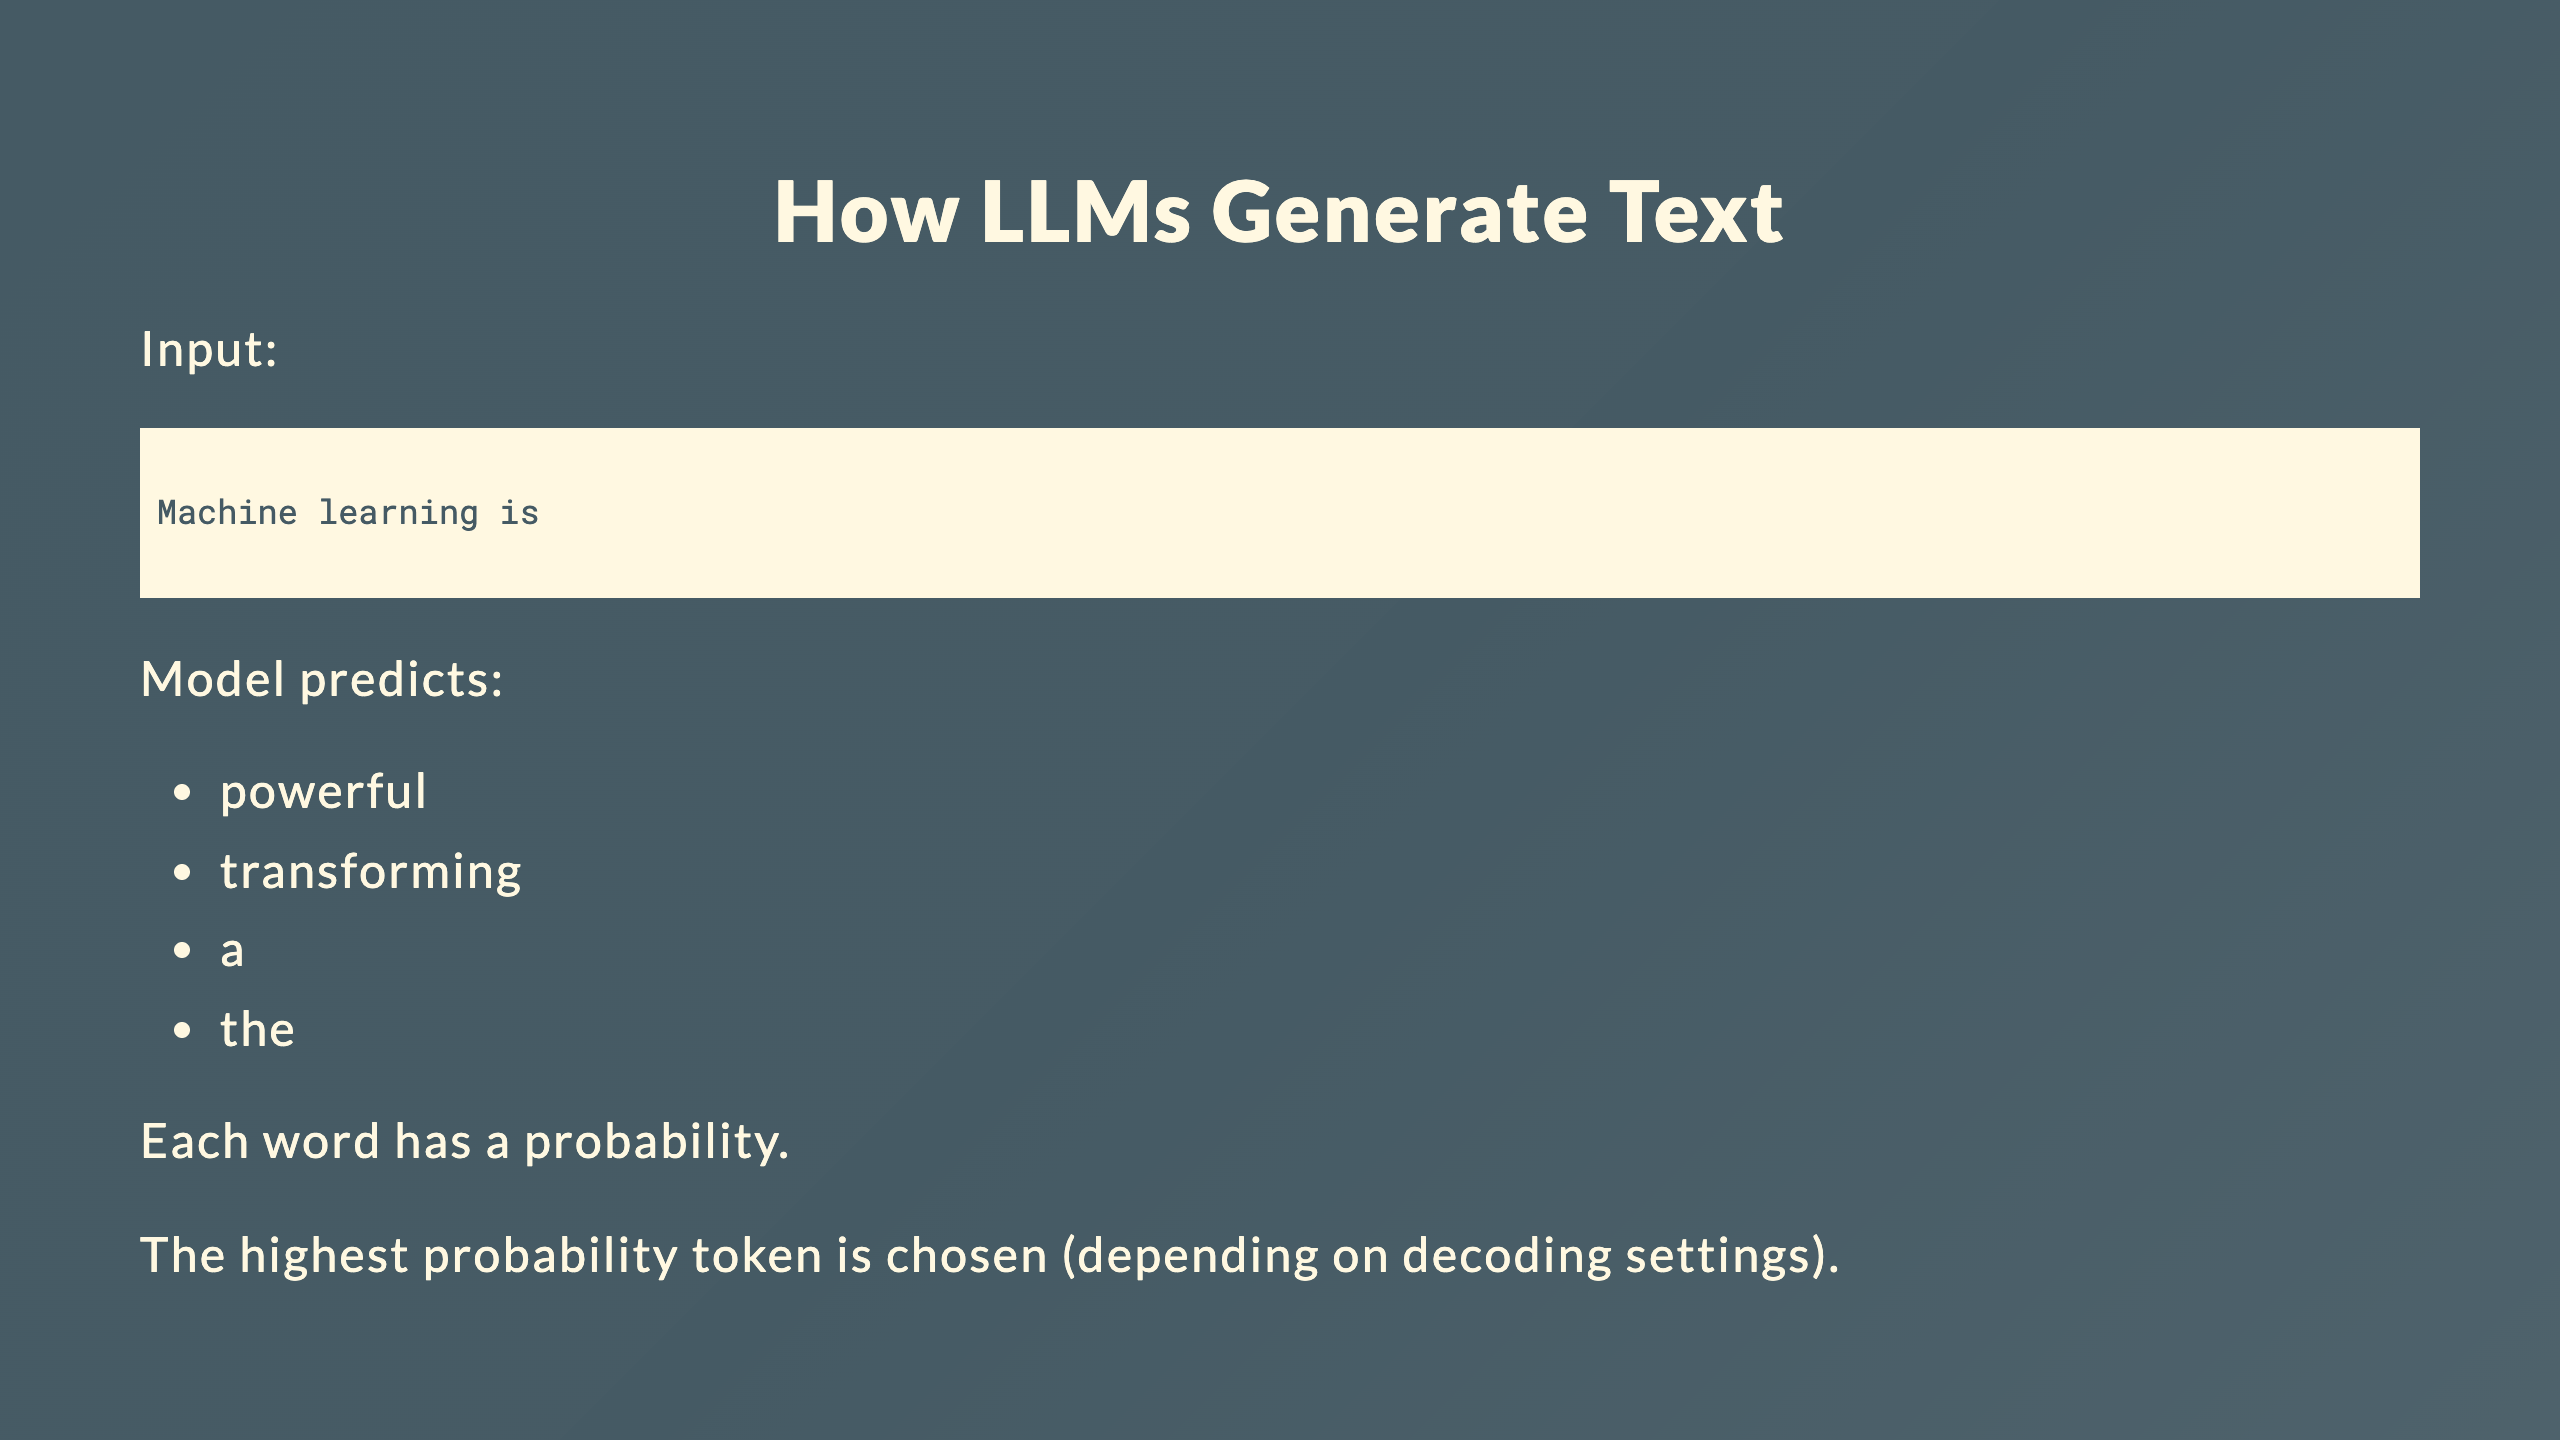 How LLMs Generate Text
Input:
Machine learning is
Model predicts:
powerful
transforming
a
the
Each word has a probability.
The highest probability token is chosen (depending on decoding settings).